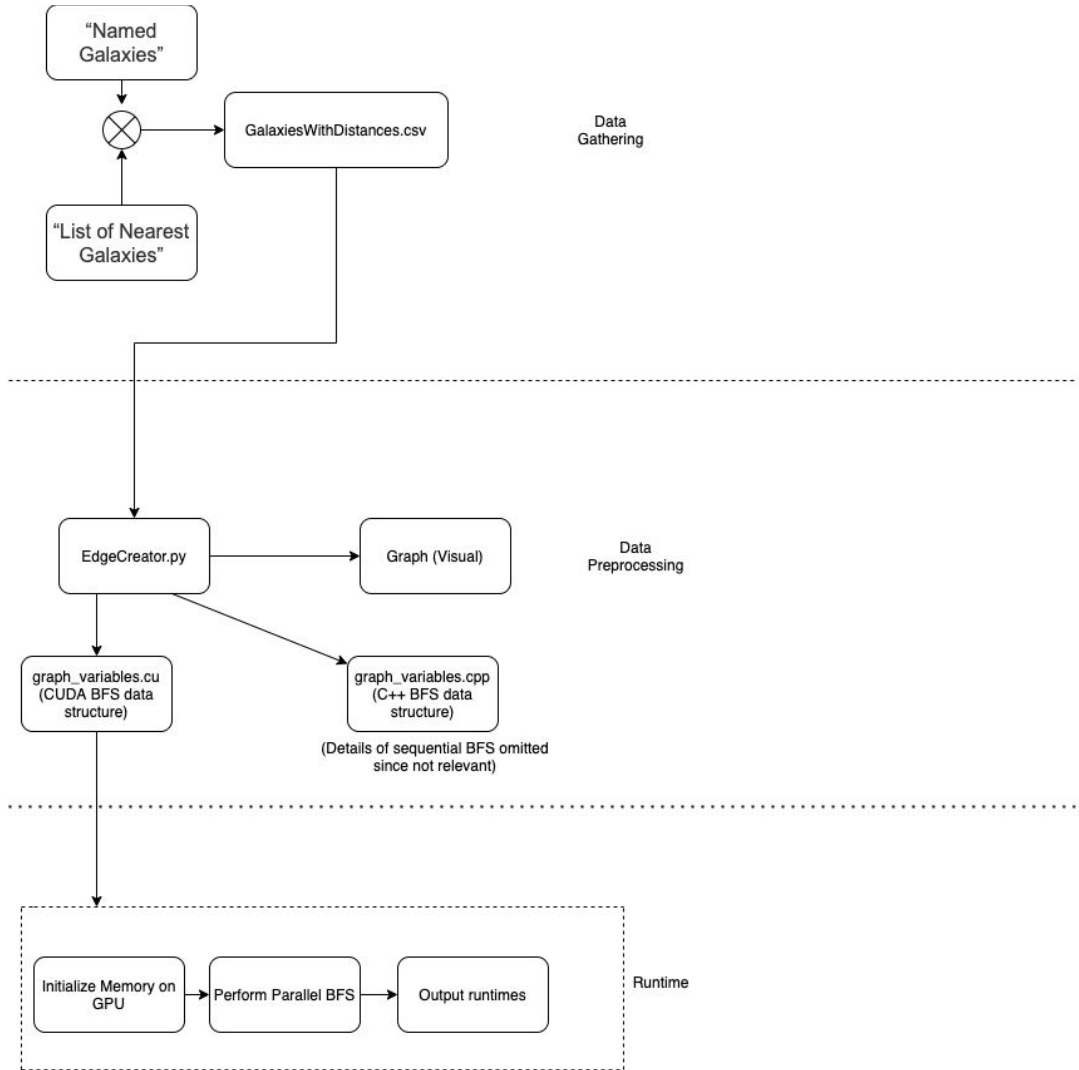 “Named
Galaxies”
GalaxiesWithDistances.csv
Data
Gathering
“List of Nearest
Galaxies”
EdgeCreator.py
Graph (Visual)
Data
Preprocessing
graph_variables.cu
(CUDA BFS data
structure)
graph_variables.cpp
(C++ BFS data
structure)
(Details of sequential BFS omitted
since not relevant)
Initialize Memory on
GPU
Perform Parallel BFS
Output runtimes
Runtime